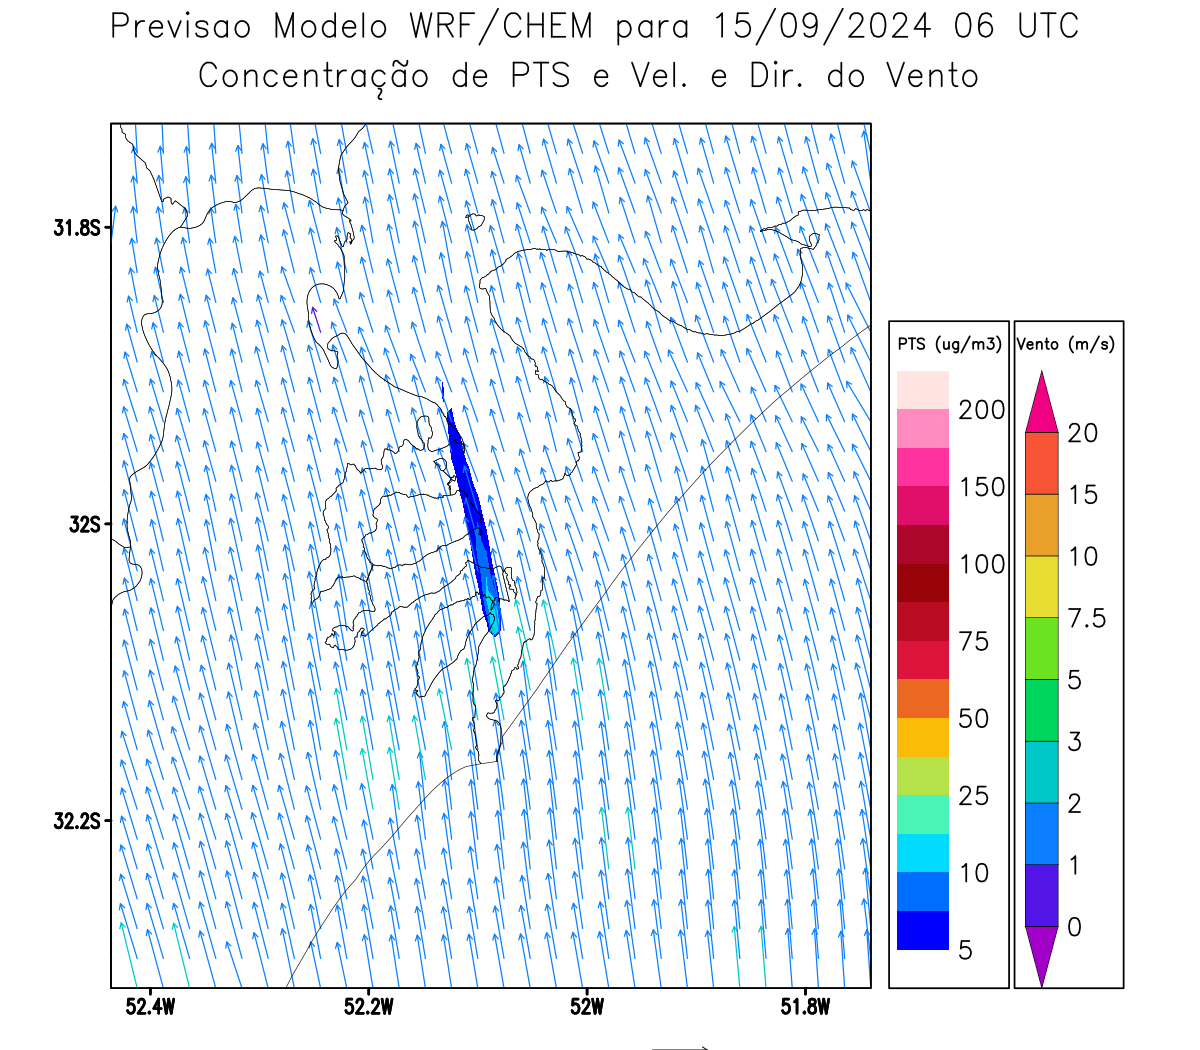 Previsao Modelo WRF/CHEM para 15/09/2024 06 UTC
Concentração de PTS e Vel. e Dir. do Vento
31.8S
32S
32.2S
52.4W
52.2W
52W
51.8W
PTS (ug/m3)
200
150
100
75
50
25
10
5
Vento (m/s)
20
15
10
7.5
5
3
2
1
0